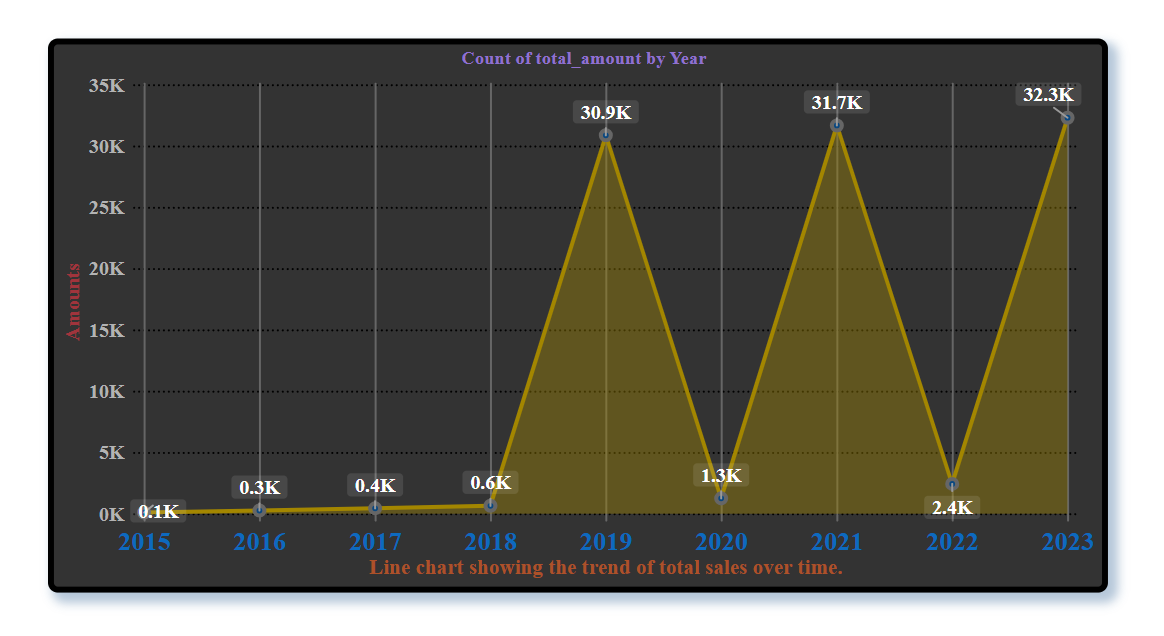 Count of total_amount by Year
35K
30K
25K
20K
15K
10K
5K
0K
Amounts
0.1K
0.3K
0.4K
0.6K
30.9K
1.3K
31.7K
2.4K
32.3K
2015 2016 2017 2018 2019 2020 2021 2022 2023
Line chart showing the trend of total sales over time.